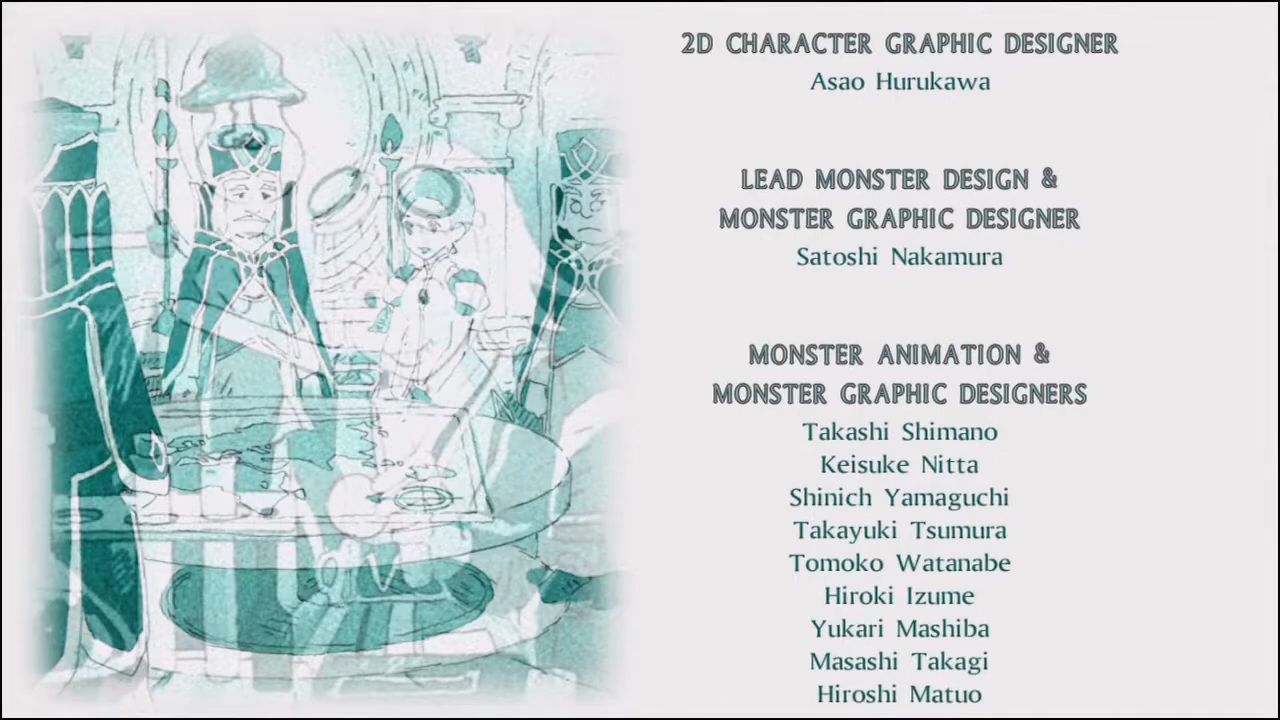 2D CHARACTER GRAPHIC DESIGNER
Asao Hurukawa
LEAD MONSTER DESIGN &
MONSTER GRAPHIC DESIGNER
Satoshi Nakamura
MONSTER ANIMATION &
MONSTER GRAPHIC DESIGNERS
Takashi Shimano
Keisuke Nitta
Shinich Yamaguchi
Takayuki Tsumura
Tomoko Watanabe
Hiroki Izume
Yukari Mashiba
Masashi Takagi
Hiroshi Matuo